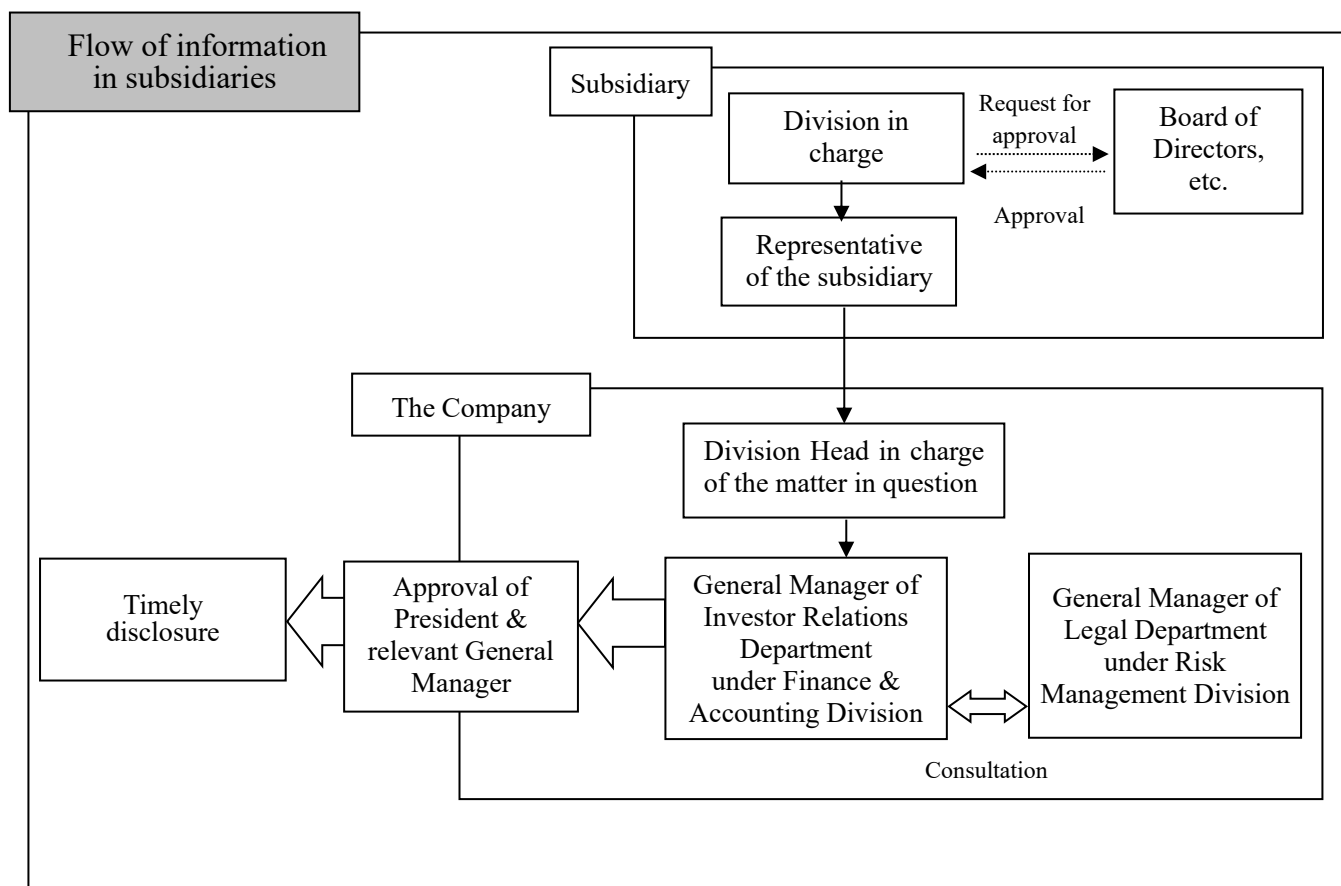 Flow of information
in subsidiaries
Subsidiary
Division in
charge
Request for
approval
Board of
Directors,
etc.
Approval
Representative
of the subsidiary
The Company
Division Head in charge
of the matter in question
Timely
disclosure
Approval of
President &
relevant General
Manager
General Manager of
Investor Relations
Department
under Finance &
Accounting Division
General Manager of
Legal Department
under Risk
Management Division
Consultation